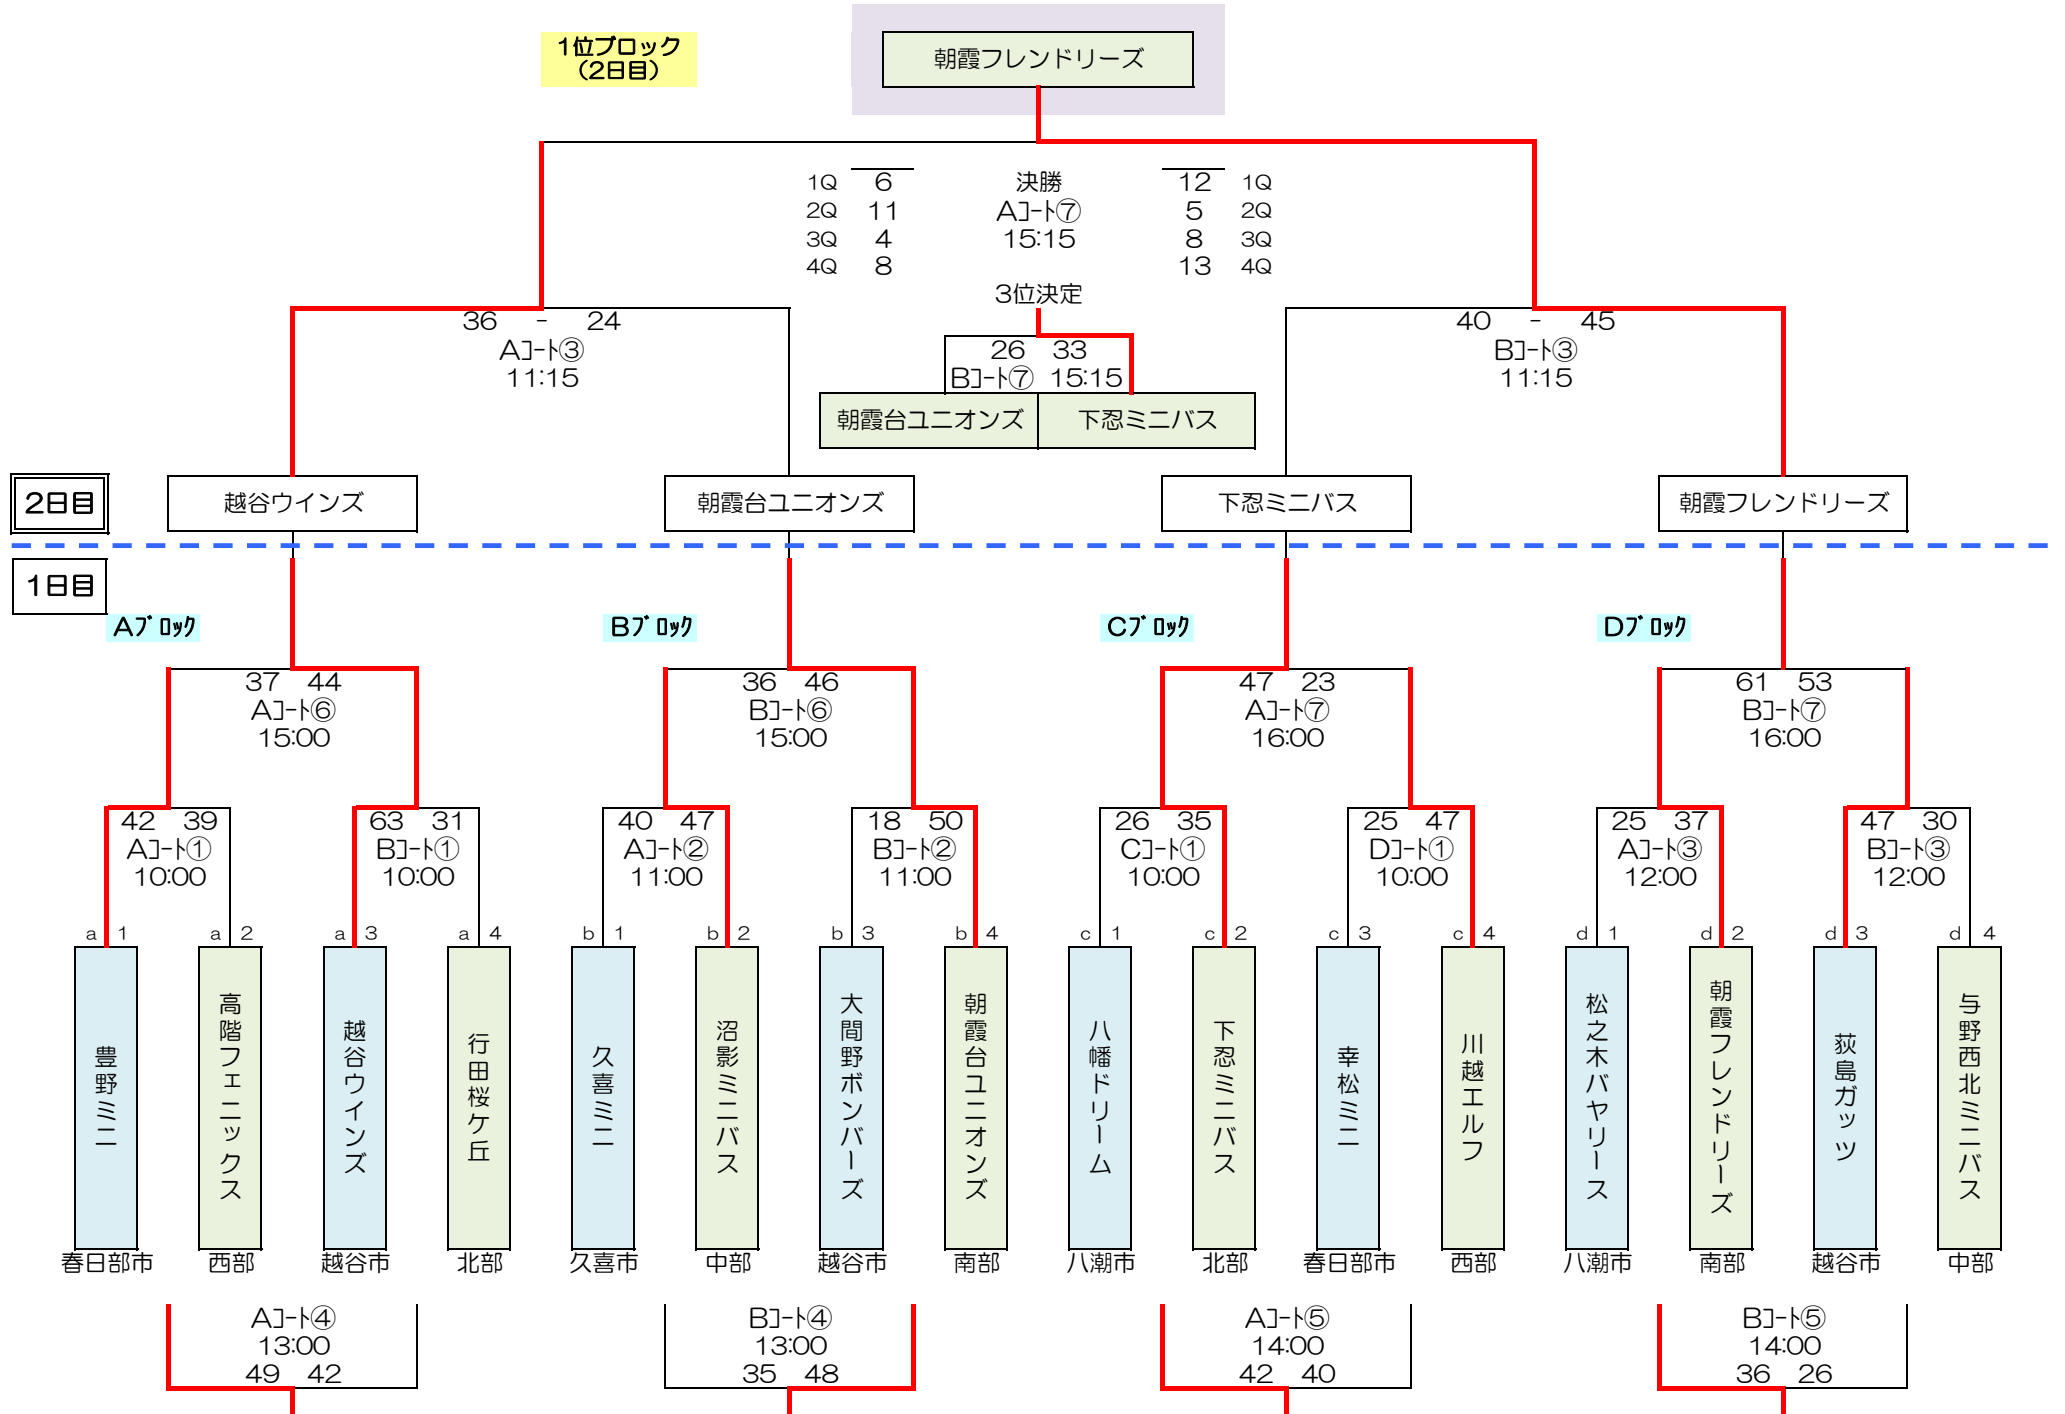 1位ブロック
（2日目）
朝霞フレンドリーズ
1Q 6 決勝 12 1Q
2Q 11 Aｺｰﾄ⑦ 5 2Q
3Q 4 15:15 8 3Q
4Q 8 13 4Q
3位決定
36 - 24
Aｺｰﾄ③
11:15
26 33
Bｺｰﾄ⑦ 15:15
40 - 45
Bｺｰﾄ③
11:15
朝霞台ユニオンズ 下忍ミニバス
2日目
越谷ウインズ 朝霞台ユニオンズ 下忍ミニバス 朝霞フレンドリーズ
1日目
Aﾌﾞﾛｯｸ Bﾌﾞﾛｯｸ Cﾌﾞﾛｯｸ Dﾌﾞﾛｯｸ
37 44 36 46 47 23 61 53
Aｺｰﾄ⑥ Bｺｰﾄ⑥ Aｺｰﾄ⑦ Bｺｰﾄ⑦
15:00 15:00 16:00 16:00
42 39 63 31 40 47 18 50 26 35 25 47 25 37 47 30
Aｺｰﾄ① Bｺｰﾄ① Aｺｰﾄ② Bｺｰﾄ② Cｺｰﾄ① Dｺｰﾄ① Aｺｰﾄ③ Bｺｰﾄ③
10:00 10:00 11:00 11:00 10:00 10:00 12:00 12:00
a 1 a 2 a 3 a 4 b 1 b 2 b 3 b 4 c 1 c 2 c 3 c 4 d 1 d 2 d 3 d 4
豊野ミニ
高階フェニックス
越谷ウインズ
行田桜ケ丘
久喜ミニ
沼影ミニバス
大間野ボンバーズ
朝霞台ユニオンズ
八幡ドリーム
下忍ミニバス
幸松ミニ
川越エルフ
松之木バヤリース
朝霞フレンドリーズ
荻島ガッツ
与野西北ミニバス
春日部市 西部 越谷市 北部 久喜市 中部 越谷市 南部 八潮市 北部 春日部市 西部 八潮市 南部 越谷市 中部
Aｺｰﾄ④ Bｺｰﾄ④ Aｺｰﾄ⑤ Bｺｰﾄ⑤
13:00 13:00 14:00 14:00
49 42 35 48 42 40 36 26